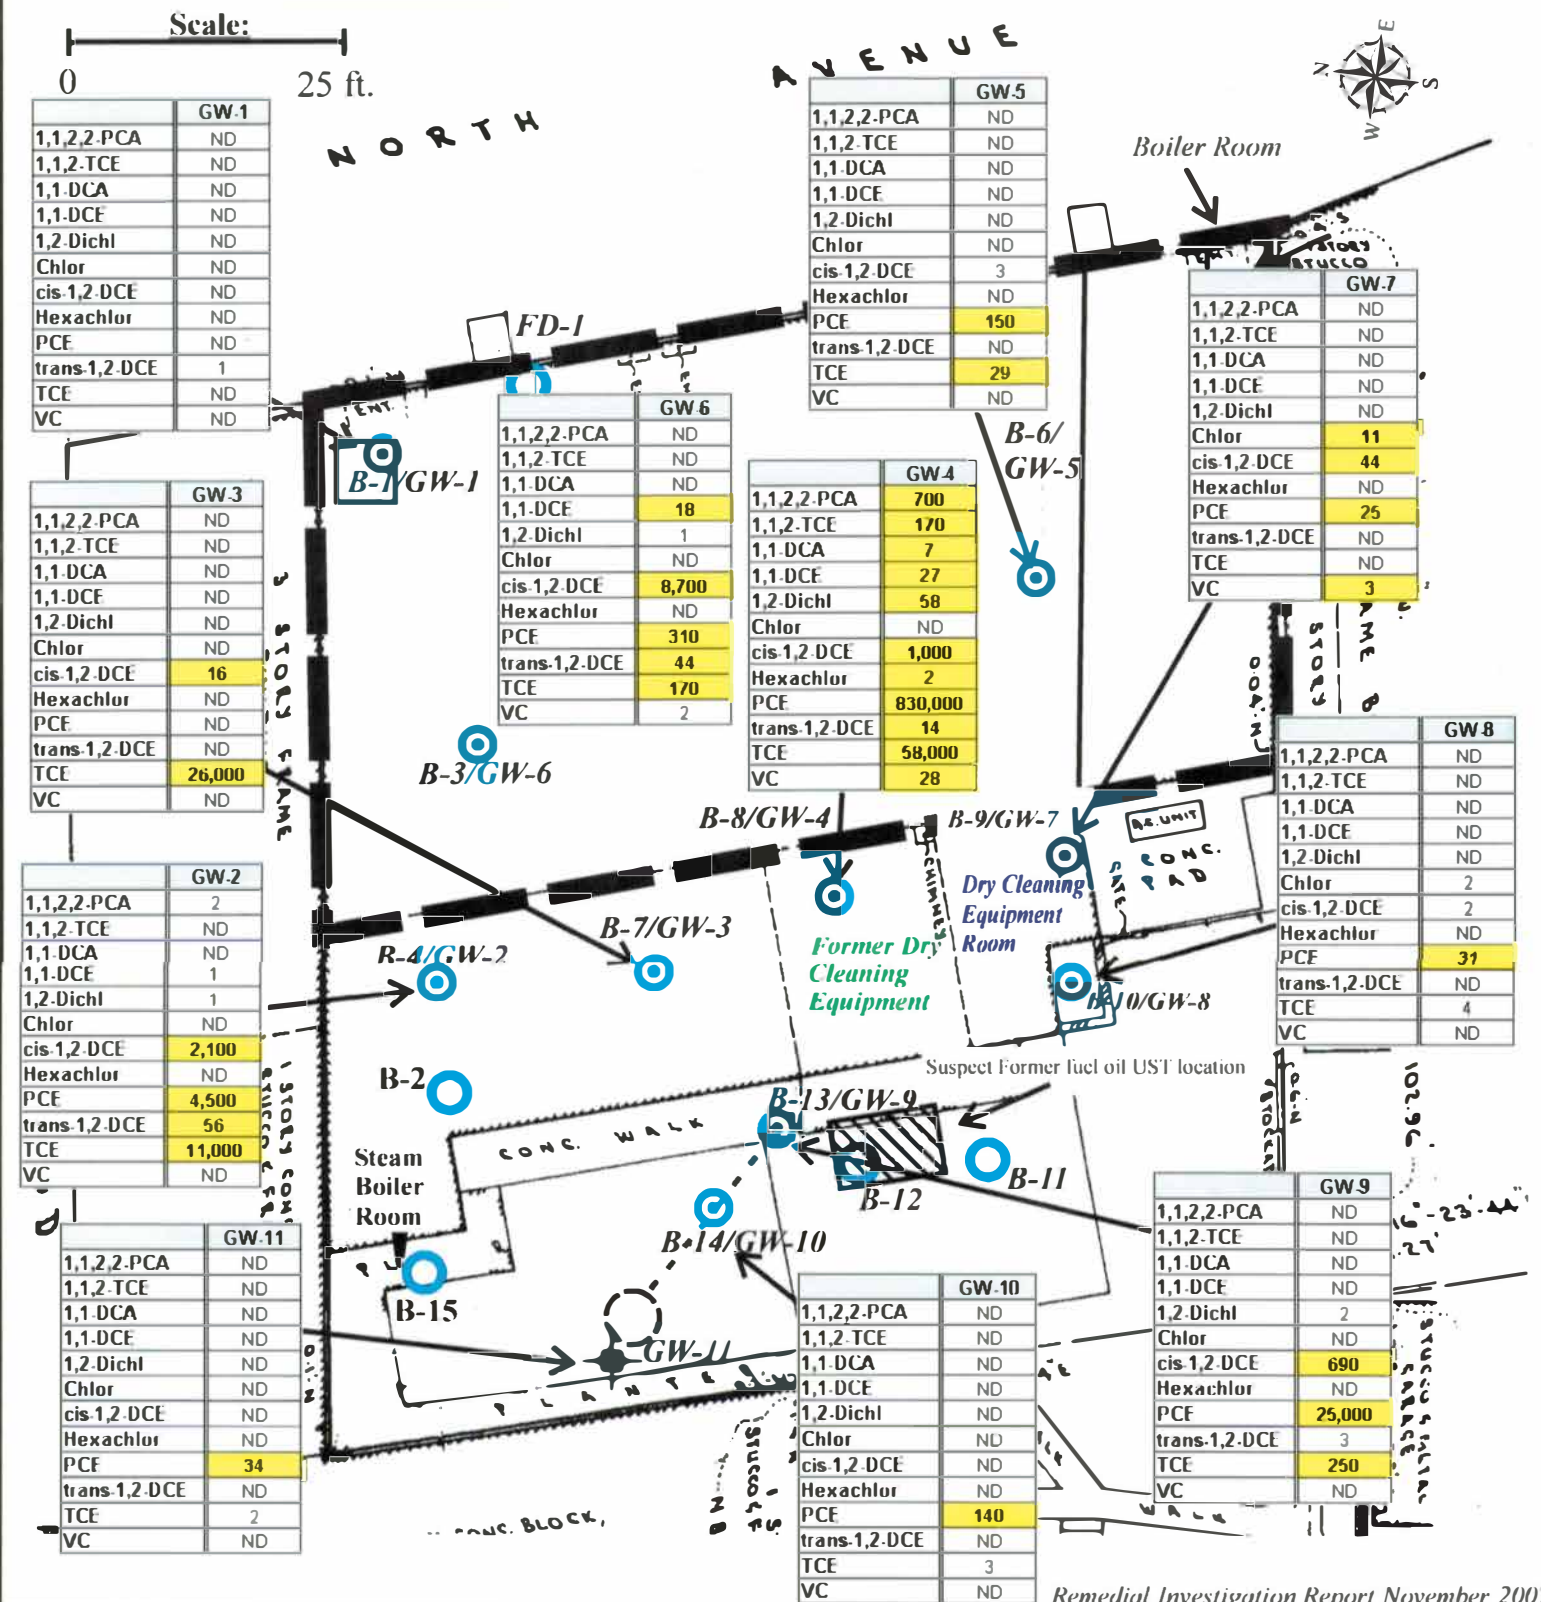 Scale:
0 25 ft.
NORTH AVENUE
N E S W
Boiler Room
GW-1
1,1,2,2-PCA ND
1,1,2-TCE ND
1,1-DCA ND
1,1-DCE ND
1,2-Dichl ND
Chlor ND
cis-1,2-DCE ND
Hexachlor ND
PCE ND
trans-1,2-DCE 1
TCE ND
VC ND
GW-5
1,1,2,2-PCA ND
1,1,2-TCE ND
1,1-DCA ND
1,1-DCE ND
1,2-Dichl ND
Chlor ND
cis-1,2-DCE 3
Hexachlor ND
PCE 150
trans-1,2-DCE ND
TCE 29
VC ND
STORY
STUCCO
GW-7
1,1,2,2-PCA ND
1,1,2-TCE ND
1,1-DCA ND
1,1-DCE ND
1,2-Dichl ND
Chlor 11
cis-1,2-DCE 44
Hexachlor ND
PCE 25
trans-1,2-DCE ND
TCE ND
VC 3
FD-1
ENT.
B-1/GW-1
GW-6
1,1,2,2-PCA ND
1,1,2-TCE ND
1,1-DCA ND
1,1-DCE 18
1,2-Dichl 1
Chlor ND
cis-1,2-DCE 8,700
Hexachlor ND
PCE 310
trans-1,2-DCE 44
TCE 170
VC 2
B-6/
GW-5
GW-4
1,1,2,2-PCA 700
1,1,2-TCE 170
1,1-DCA 7
1,1-DCE 27
1,2-Dichl 58
Chlor ND
cis-1,2-DCE 1,000
Hexachlor 2
PCE 830,000
trans-1,2-DCE 14
TCE 58,000
VC 28
GW-3
1,1,2,2-PCA ND
1,1,2-TCE ND
1,1-DCA ND
1,1-DCE ND
1,2-Dichl ND
Chlor ND
cis-1,2-DCE 16
Hexachlor ND
PCE ND
trans-1,2-DCE ND
TCE 26,000
VC ND
3 STORY FRAME
STORY
B-3/GW-6
B-8/GW-4
B-9/GW-7
A.C. UNIT
CONC.
PAD
GATE
CHIMNEY
GW-8
1,1,2,2-PCA ND
1,1,2-TCE ND
1,1-DCA ND
1,1-DCE ND
1,2-Dichl ND
Chlor 2
cis-1,2-DCE 2
Hexachlor ND
PCE 31
trans-1,2-DCE ND
TCE 4
VC ND
GW-2
1,1,2,2-PCA 2
1,1,2-TCE ND
1,1-DCA ND
1,1-DCE 1
1,2-Dichl 1
Chlor ND
cis-1,2-DCE 2,100
Hexachlor ND
PCE 4,500
trans-1,2-DCE 56
TCE 11,000
VC ND
B-7/GW-3
B-4/GW-2
Dry Cleaning
Equipment
Room
Former Dry
Cleaning
Equipment
B-10/GW-8
Suspect Former fuel oil UST location
B-2
B-13/GW-9
CONC. WALK
1 STORY CONC
102.96'
Steam
Boiler
Room
B-11
B-12
B-14/GW-10
B-15
GW-11
PLANTE
GW-9
1,1,2,2-PCA ND
1,1,2-TCE ND
1,1-DCA ND
1,1-DCE ND
1,2-Dichl 2
Chlor ND
cis-1,2-DCE 690
Hexachlor ND
PCE 25,000
trans-1,2-DCE 3
TCE 250
VC ND
GARAGE
GW-11
1,1,2,2-PCA ND
1,1,2-TCE ND
1,1-DCA ND
1,1-DCE ND
1,2-Dichl ND
Chlor ND
cis-1,2-DCE ND
Hexachlor ND
PCE 34
trans-1,2-DCE ND
TCE 2
VC ND
GW-10
1,1,2,2-PCA ND
1,1,2-TCE ND
1,1-DCA ND
1,1-DCE ND
1,2-Dichl ND
Chlor ND
cis-1,2-DCE ND
Hexachlor ND
PCE 140
trans-1,2-DCE ND
TCE 3
VC ND
CONC. BLOCK,
WALK
Remedial Investigation Report November 200